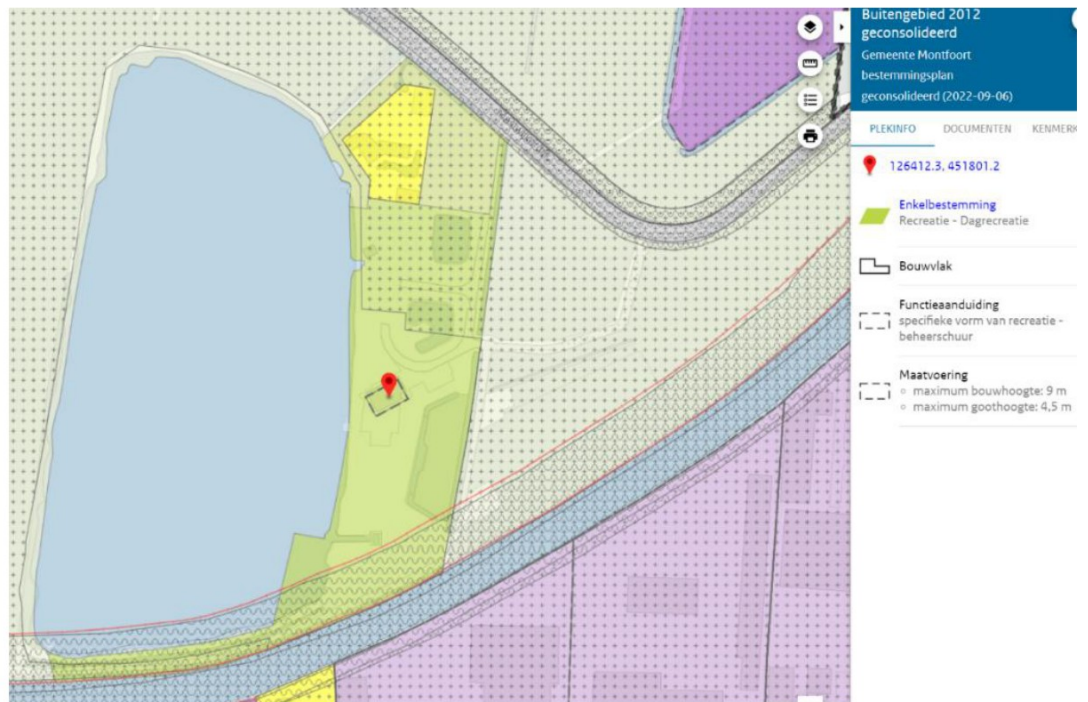 Buitengebied 2012
geconsolideerd
Gemeente Montfoort
bestemmingsplan
geconsolideerd (2022-09-06)
PLEKINFO DOCUMENTEN KENMERK
126412.3, 451801.2
Enkelbestemming
Recreatie - Dagrecreatie
Bouwvlak
Functieaanduiding
specifieke vorm van recreatie -
beheerschuur
Maatvoering
maximum bouwhoogte: 9 m
maximum goothoogte: 4,5 m